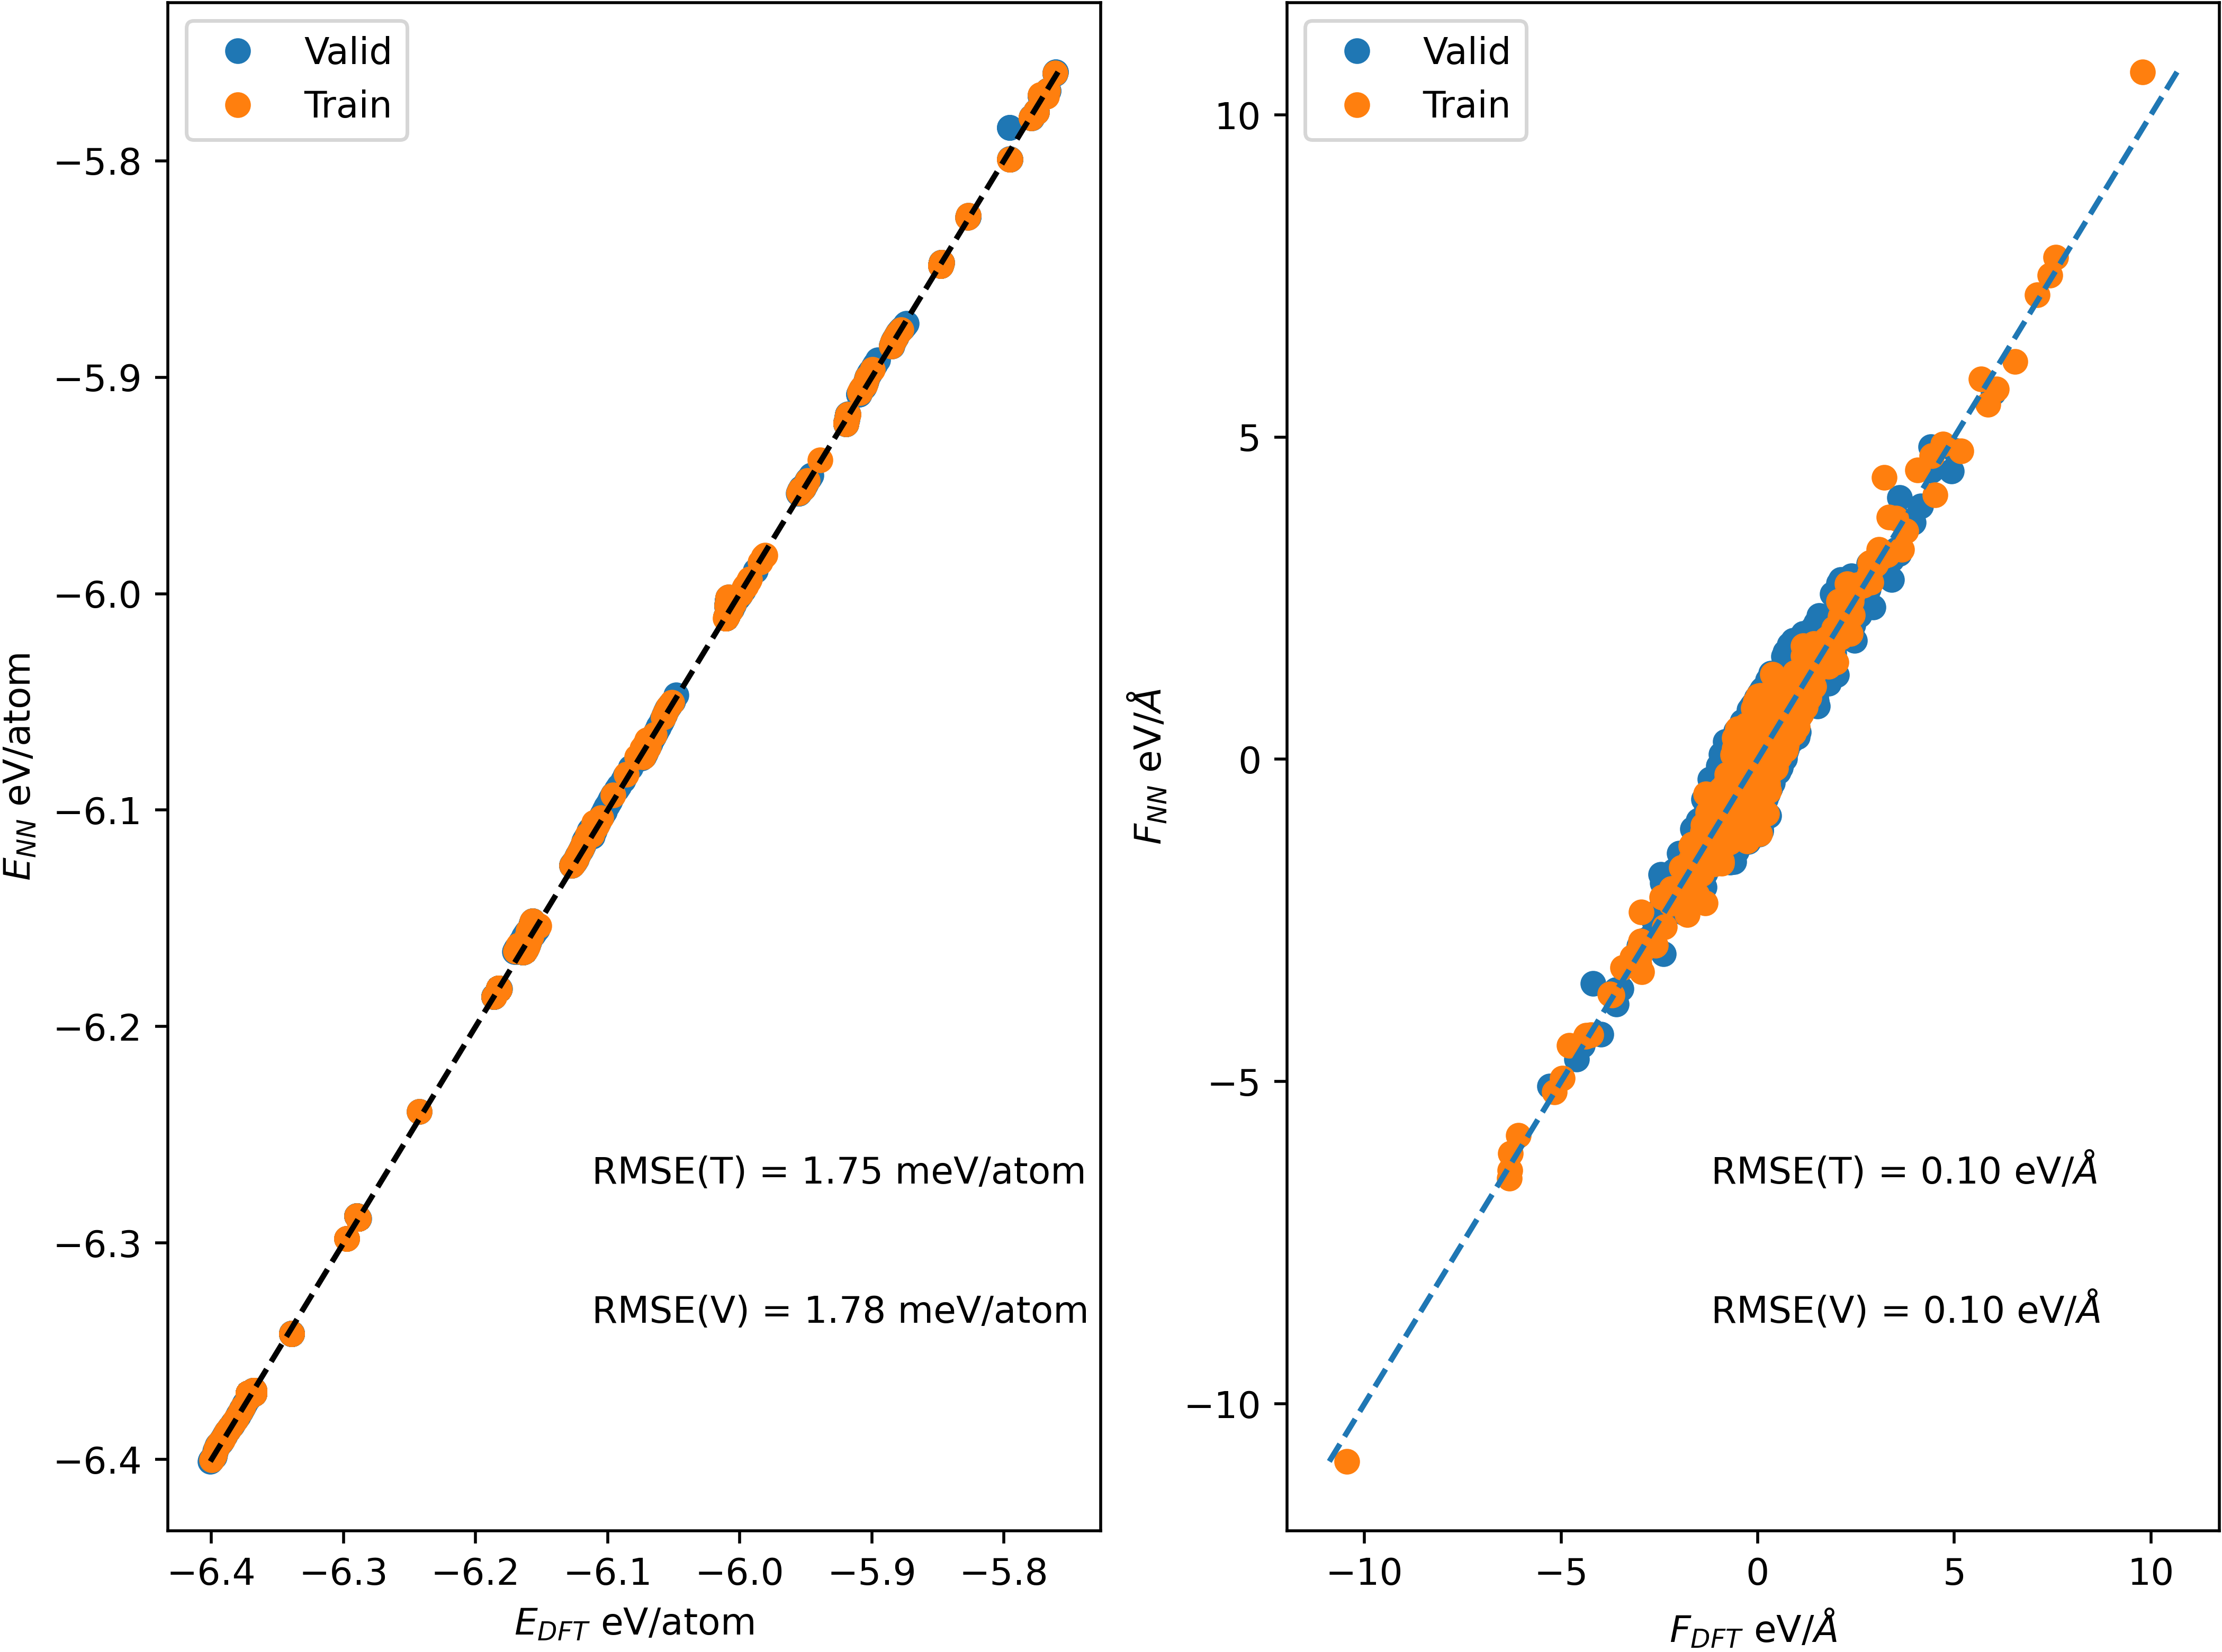 Valid
Train
−5.8
−5.9
−6.0
−6.1
−6.2
−6.3
−6.4
E_NN eV/atom
RMSE(T) = 1.75 meV/atom
RMSE(V) = 1.78 meV/atom
−6.4 −6.3 −6.2 −6.1 −6.0 −5.9 −5.8
E_DFT eV/atom
Valid
Train
10
5
0
−5
−10
F_NN eV/Å
RMSE(T) = 0.10 eV/Å
RMSE(V) = 0.10 eV/Å
−10 −5 0 5 10
F_DFT eV/Å